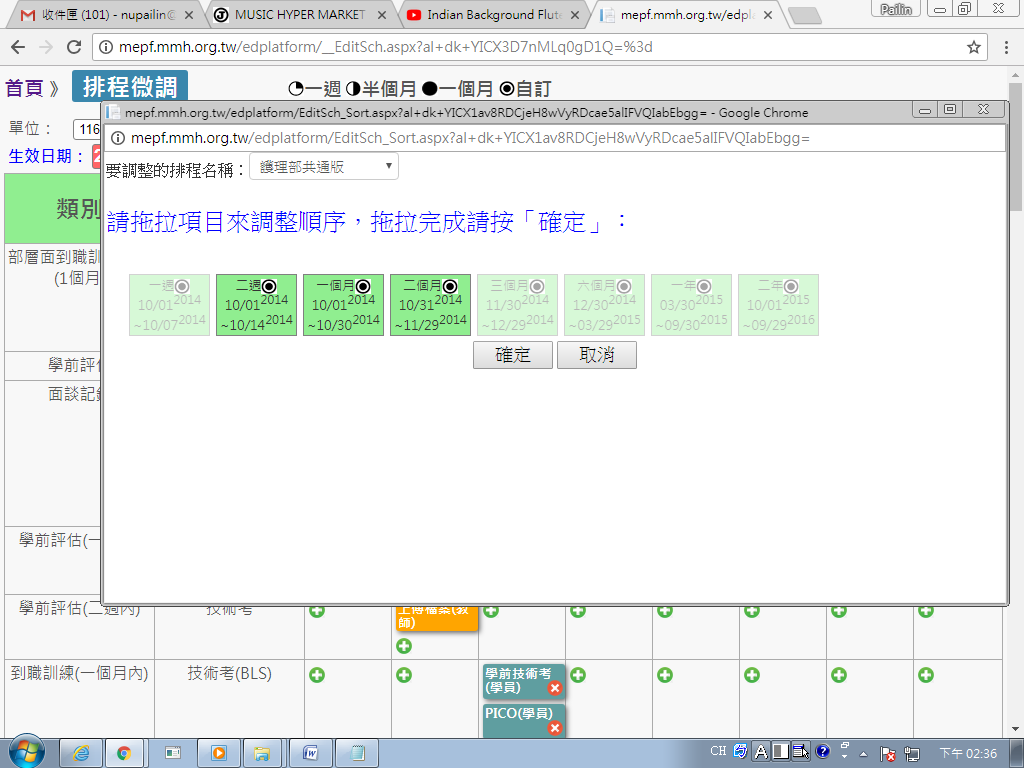 收件匣 (101) - nupailin@
MUSIC HYPER MARKET
Indian Background Flute
mepf.mmh.org.tw/edpla
Pailin
mepf.mmh.org.tw/edplatform/__EditSch.aspx?al+dk+YICX3D7nMLq0gD1Q=%3d
首頁 》 排程微調 一週 半個月 一個月 自訂
mepf.mmh.org.tw/edplatform/EditSch_Sort.aspx?al+dk+YICX1av8RDCjeH8wVyRDcae5alIFVQIabEbgg= - Google Chrome
單位： 116
mepf.mmh.org.tw/edplatform/EditSch_Sort.aspx?al+dk+YICX1av8RDCjeH8wVyRDcae5alIFVQIabEbgg=
生效日期：
要調整的排程名稱： 護理部共通版
類別
請拖拉項目來調整順序，拖拉完成請按「確定」：
部層面到職訓
(1個月
一週
10/01 2014
~10/07 2014
二週
10/01 2014
~10/14 2014
一個月
10/01 2014
~10/30 2014
二個月
10/31 2014
~11/29 2014
三個月
11/30 2014
~12/29 2014
六個月
12/30 2014
~03/29 2015
一年
03/30 2015
~09/30 2015
二年
10/01 2015
~09/29 2016
確定 取消
學前評估
面談記錄
學前評估(一
學前評估(二週內) 技術考
上傳檔案(教
師)
到職訓練(一個月內) 技術考(BLS)
學前技術考
(學員)
PICO(學員)
CH
下午 02:36